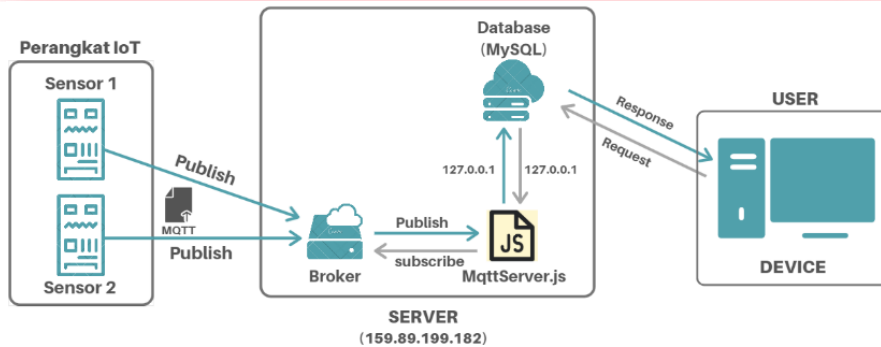 Perangkat IoT
Sensor 1
Sensor 2
Publish
MQTT
Publish
Database
(MySQL)
127.0.0.1
127.0.0.1
Publish
subscribe
Broker
JS
MqttServer.js
SERVER
(159.89.199.182)
Response
Request
USER
DEVICE